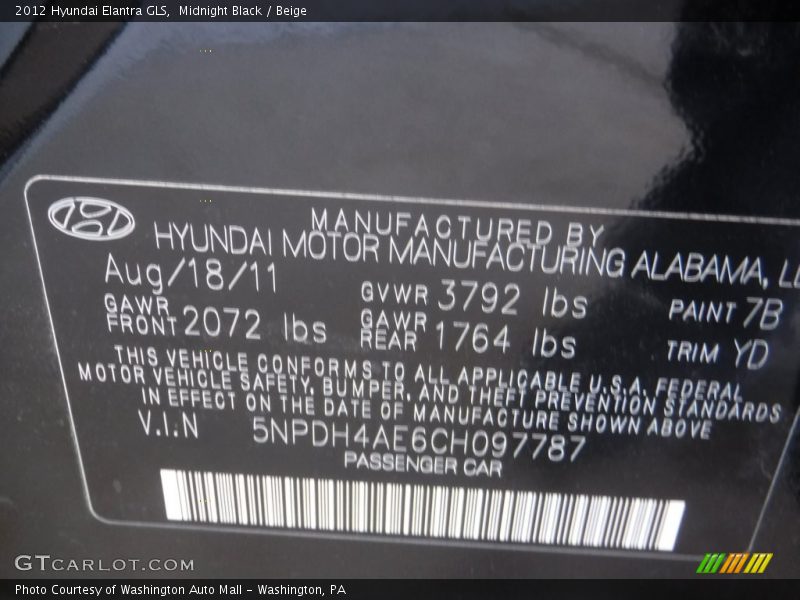 2012 Hyundai Elantra GLS, Midnight Black / Beige
MANUFACTURED BY
HYUNDAI MOTOR MANUFACTURING ALABAMA,
Aug/18/11 GVWR 3792 lbs PAINT 7B
GAWR FRONT 2072 lbs GAWR REAR 1764 lbs TRIM YD
THIS VEHICLE CONFORMS TO ALL APPLICABLE U.S.A. FEDERAL
MOTOR VEHICLE SAFETY, BUMPER, AND THEFT PREVENTION STANDARDS
IN EFFECT ON THE DATE OF MANUFACTURE SHOWN ABOVE
V.I.N 5NPDH4AE6CH097787
PASSENGER CAR
GTCARLOT.COM
Photo Courtesy of Washington Auto Mall – Washington, PA